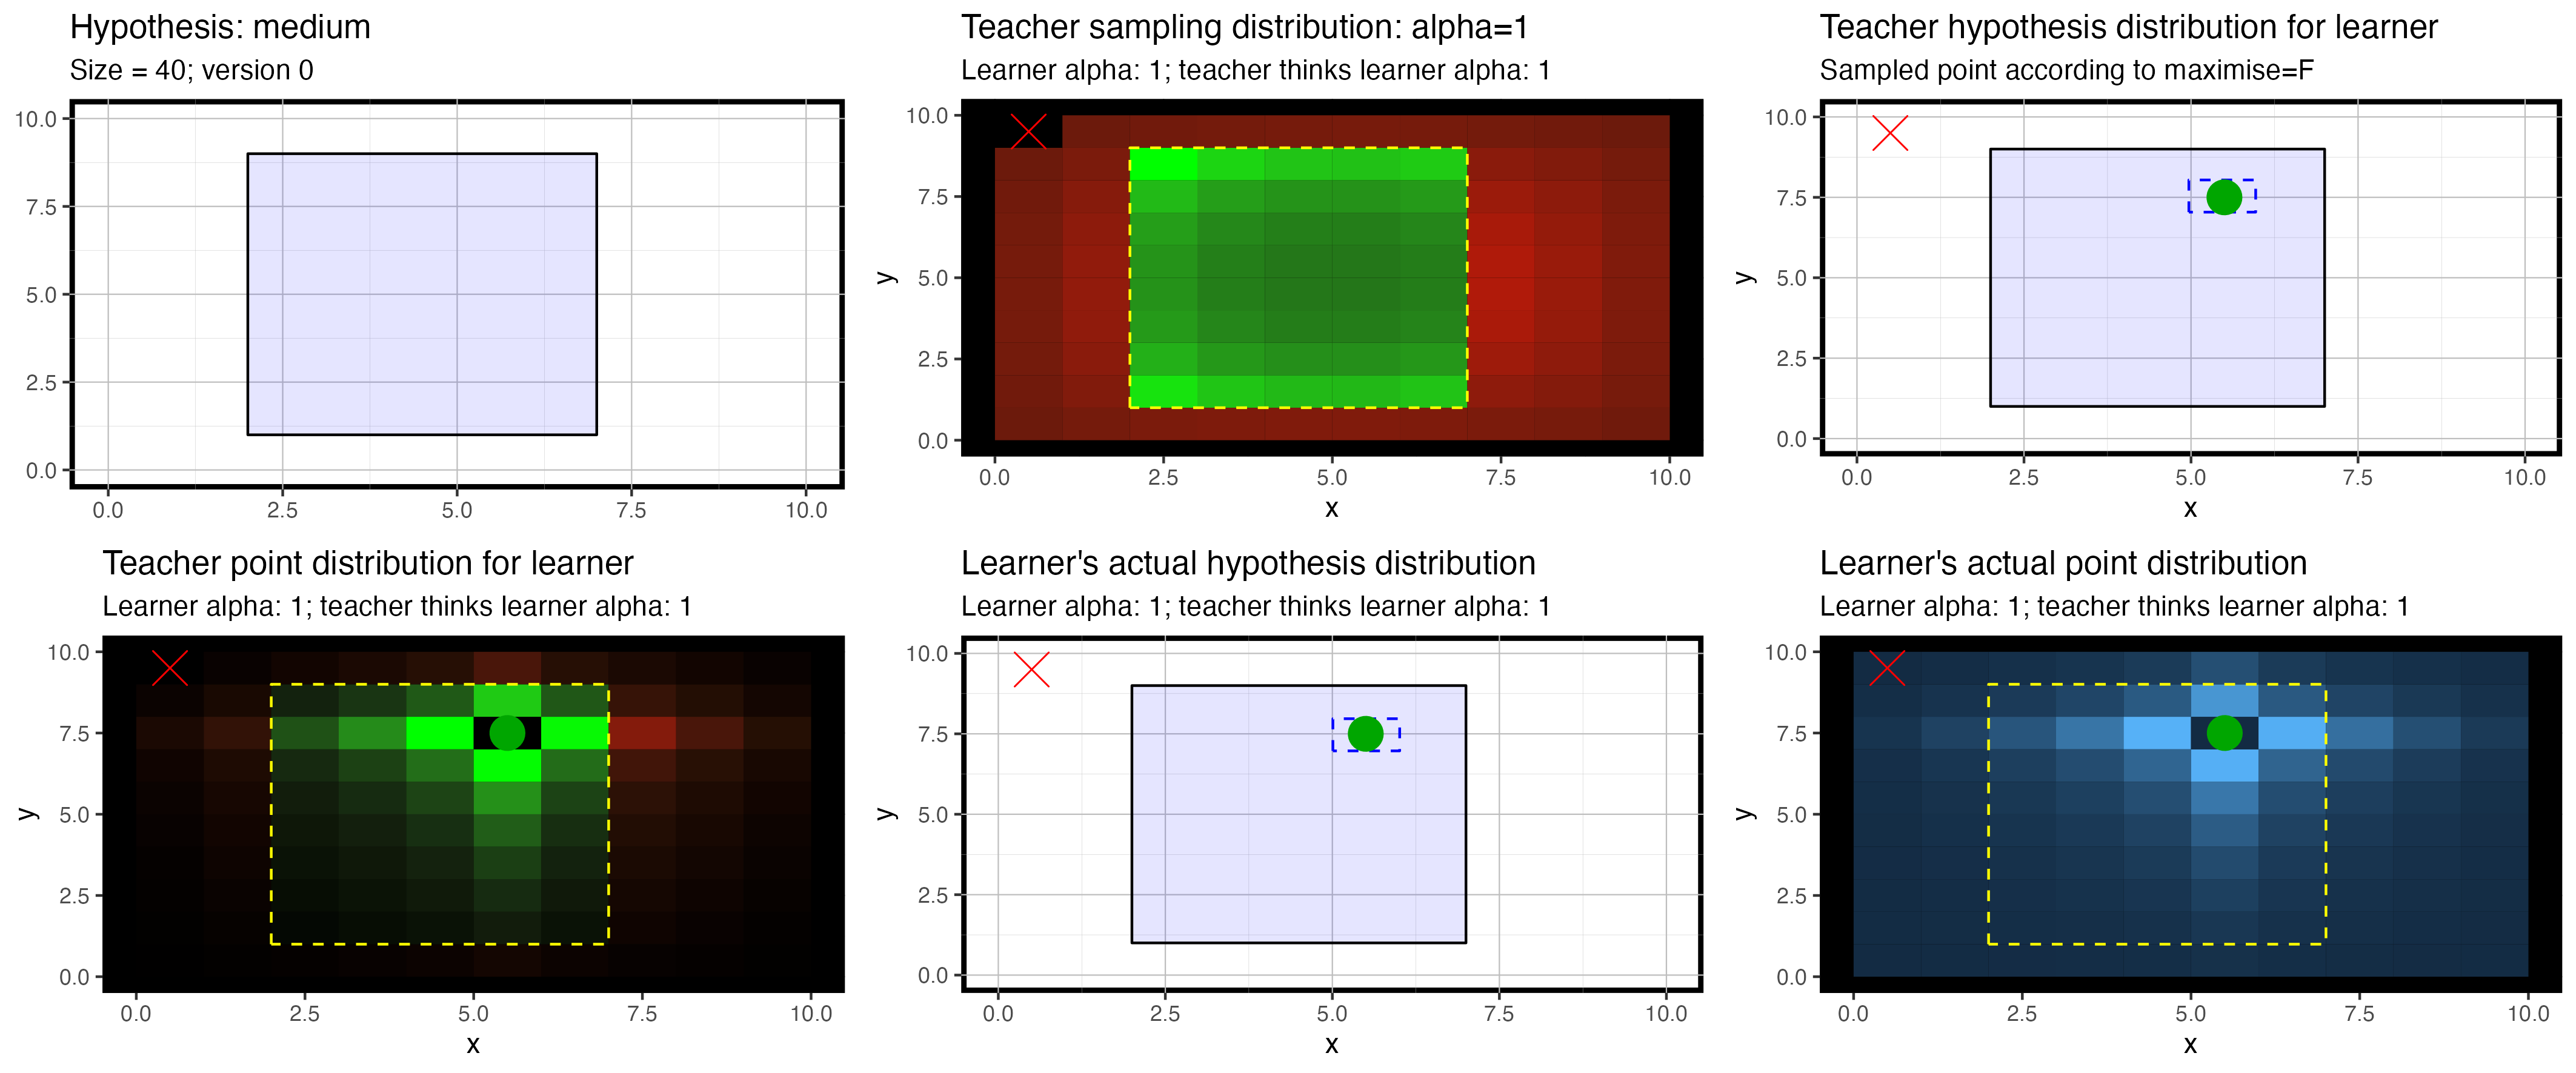 Hypothesis: medium
Size = 40; version 0
10.0
7.5
5.0
2.5
0.0
0.0 2.5 5.0 7.5 10.0
Teacher sampling distribution: alpha=1
Learner alpha: 1; teacher thinks learner alpha: 1
10.0
7.5
5.0
2.5
0.0
y
0.0 2.5 5.0 7.5 10.0
x
Teacher hypothesis distribution for learner
Sampled point according to maximise=F
10.0
7.5
5.0
2.5
0.0
y
0.0 2.5 5.0 7.5 10.0
x
Teacher point distribution for learner
Learner alpha: 1; teacher thinks learner alpha: 1
10.0
7.5
5.0
2.5
0.0
y
0.0 2.5 5.0 7.5 10.0
x
Learner's actual hypothesis distribution
Learner alpha: 1; teacher thinks learner alpha: 1
10.0
7.5
5.0
2.5
0.0
y
0.0 2.5 5.0 7.5 10.0
x
Learner's actual point distribution
Learner alpha: 1; teacher thinks learner alpha: 1
10.0
7.5
5.0
2.5
0.0
y
0.0 2.5 5.0 7.5 10.0
x